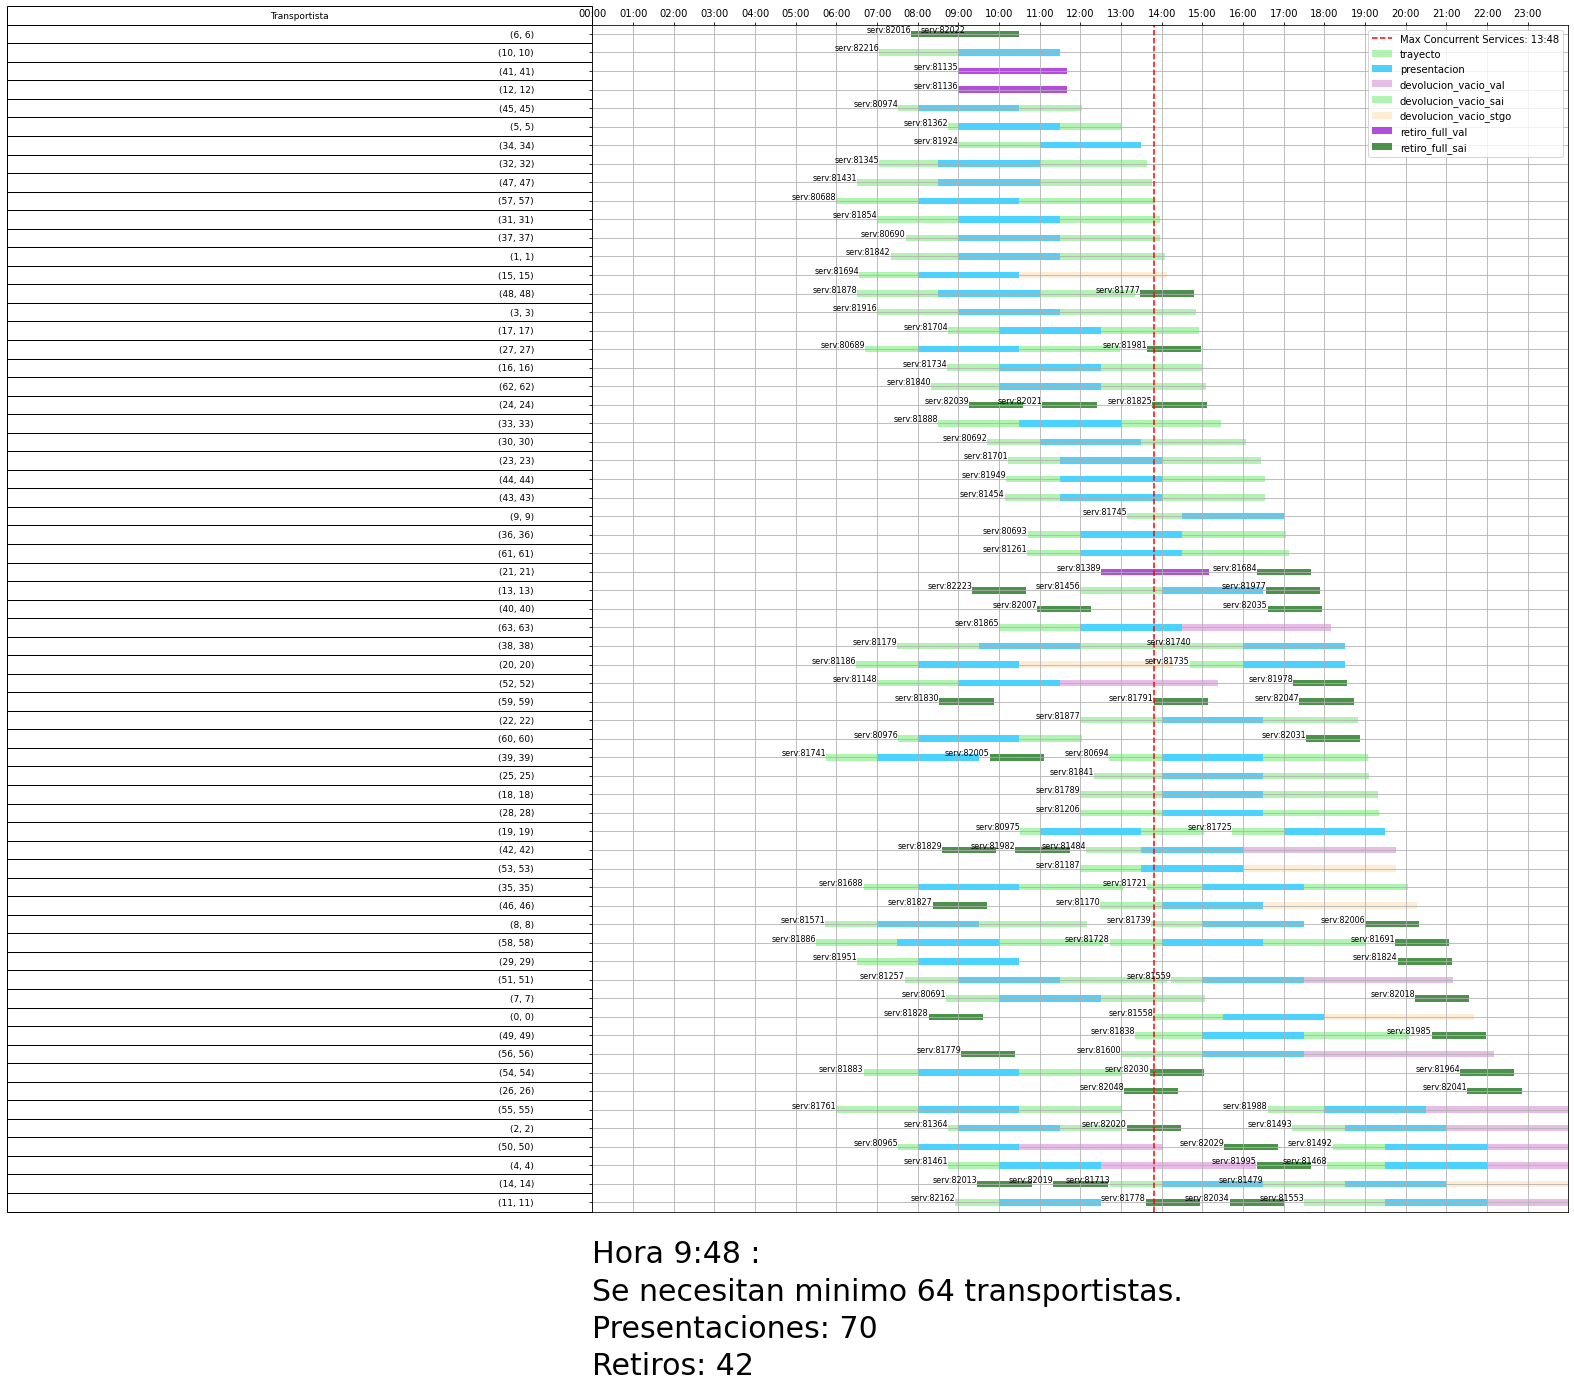 Transportista
00:00 01:00 02:00 03:00 04:00 05:00 06:00 07:00 08:00 09:00 10:00 11:00 12:00 13:00 14:00 15:00 16:00 17:00 18:00 19:00 20:00 21:00 22:00 23:00
Max Concurrent Services: 13:48
trayecto
presentacion
devolucion_vacio_val
devolucion_vacio_sai
devolucion_vacio_stgo
retiro_full_val
retiro_full_sai
(6, 6) serv:82016 serv:82022
(10, 10) serv:82216
(41, 41) serv:81135
(12, 12) serv:81136
(45, 45) serv:80974
(5, 5) serv:81362
(34, 34) serv:81924
(32, 32) serv:81345
(47, 47) serv:81431
(57, 57) serv:80688
(31, 31) serv:81854
(37, 37) serv:80690
(1, 1) serv:81842
(15, 15) serv:81694
(48, 48) serv:81878 serv:81777
(3, 3) serv:81916
(17, 17) serv:81704
(27, 27) serv:80689 serv:81981
(16, 16) serv:81734
(62, 62) serv:81840
(24, 24) serv:82039 serv:82021 serv:81825
(33, 33) serv:81888
(30, 30) serv:80692
(23, 23) serv:81701
(44, 44) serv:81949
(43, 43) serv:81454
(9, 9) serv:81745
(36, 36) serv:80693
(61, 61) serv:81261
(21, 21) serv:81389 serv:81684
(13, 13) serv:82223 serv:81456 serv:81977
(40, 40) serv:82007 serv:82035
(63, 63) serv:81865
(38, 38) serv:81179 serv:81740
(20, 20) serv:81186 serv:81735
(52, 52) serv:81148 serv:81978
(59, 59) serv:81830 serv:81791 serv:82047
(22, 22) serv:81877
(60, 60) serv:80976 serv:82031
(39, 39) serv:81741 serv:82005 serv:80694
(25, 25) serv:81841
(18, 18) serv:81789
(28, 28) serv:81206
(19, 19) serv:80975 serv:81725
(42, 42) serv:81829 serv:81982 serv:81484
(53, 53) serv:81187
(35, 35) serv:81688 serv:81721
(46, 46) serv:81827 serv:81170
(8, 8) serv:81571 serv:81739 serv:82006
(58, 58) serv:81886 serv:81728 serv:81691
(29, 29) serv:81951 serv:81824
(51, 51) serv:81257 serv:81559
(7, 7) serv:80691 serv:82018
(0, 0) serv:81828 serv:81558
(49, 49) serv:81838 serv:81985
(56, 56) serv:81779 serv:81600
(54, 54) serv:81883 serv:82030 serv:81964
(26, 26) serv:82048 serv:82041
(55, 55) serv:81761 serv:81988
(2, 2) serv:81364 serv:82020 serv:81493
(50, 50) serv:80965 serv:82029 serv:81492
(4, 4) serv:81461 serv:81995 serv:81468
(14, 14) serv:82013 serv:82019 serv:81713 serv:81479
(11, 11) serv:82162 serv:81778 serv:82034 serv:81553
Hora 9:48 :
Se necesitan minimo 64 transportistas.
Presentaciones: 70
Retiros: 42